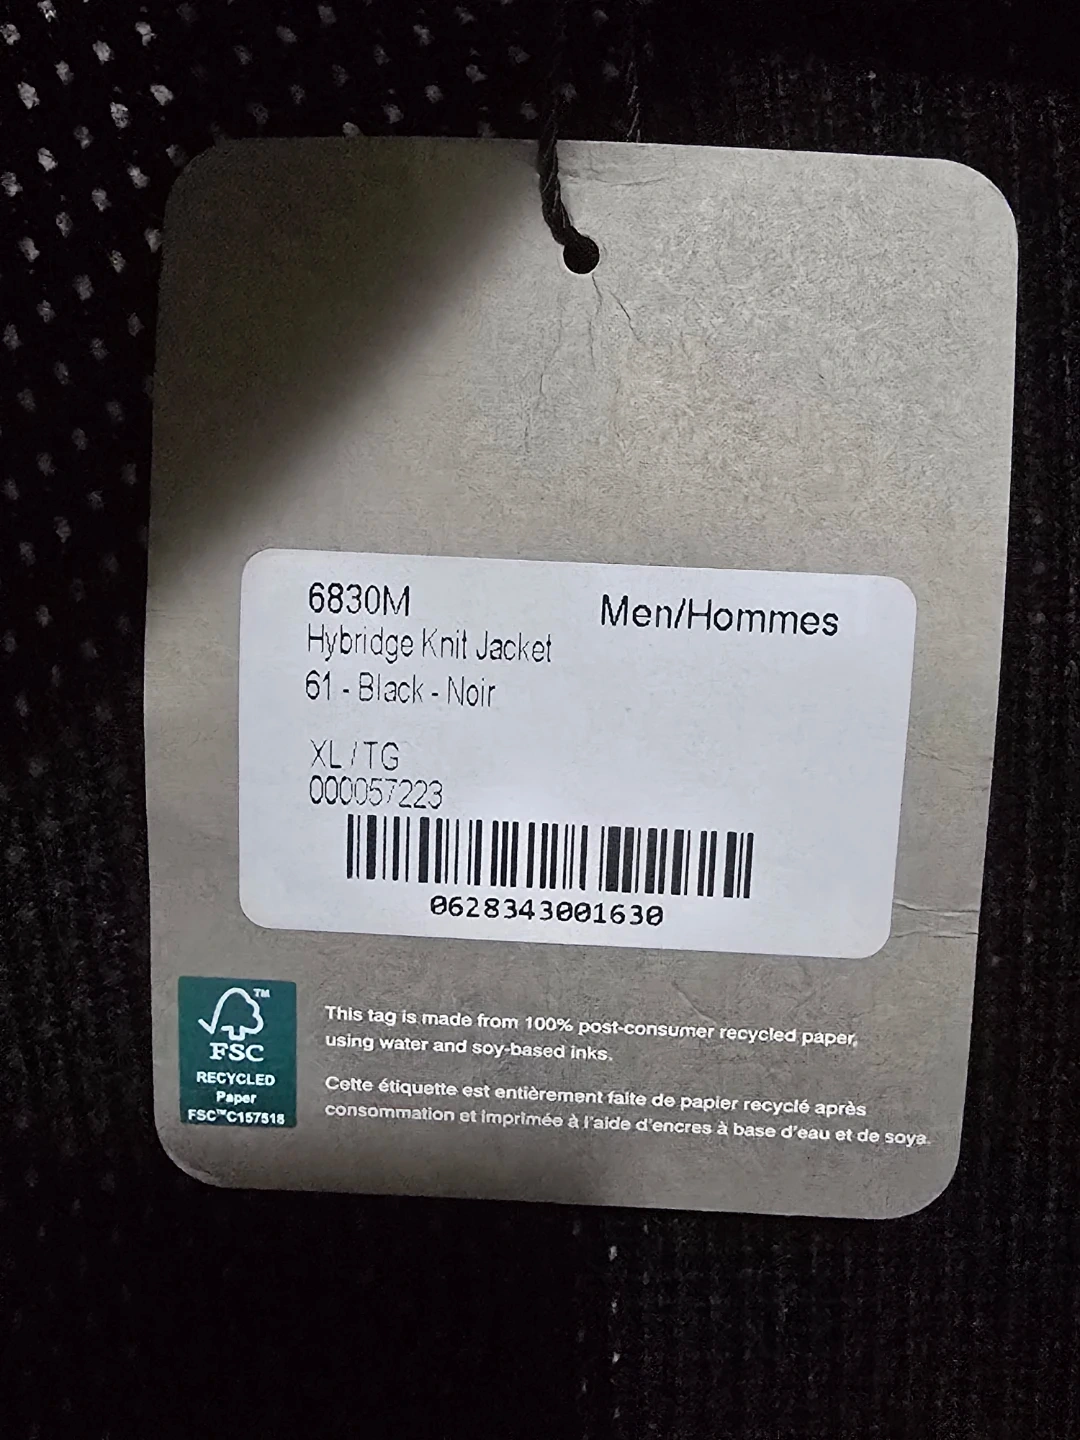 6830M
Men/Hommes
Hybridge Knit Jacket
61 - Black - Noir
XL / TG
000057223
0628343001630
FSC™
RECYCLED
Paper
FSC™C157518
This tag is made from 100% post-consumer recycled paper,
using water and soy-based inks.
Cette étiquette est entièrement faite de papier recyclé après
consommation et imprimée à l'aide d'encres à base d'eau et de soya.